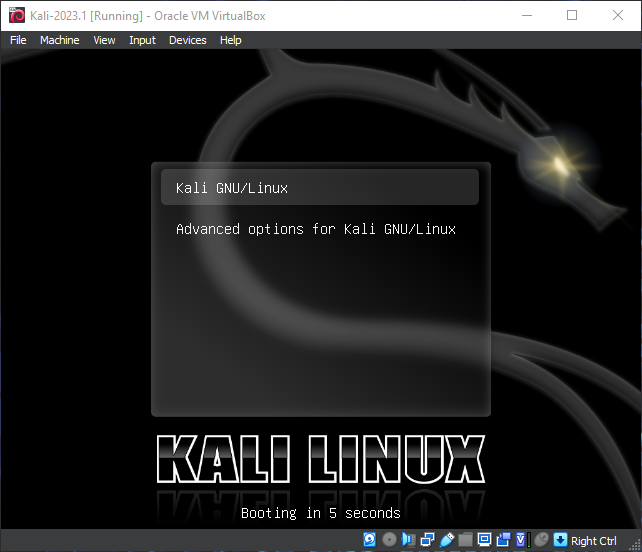 Kali-2023.1 [Running] - Oracle VM VirtualBox
File Machine View Input Devices Help
Kali GNU/Linux
Advanced options for Kali GNU/Linux
KALI LINUX
Booting in 5 seconds
Right Ctrl